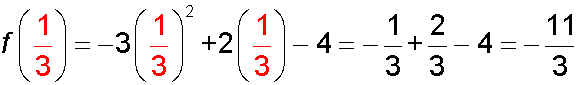 f(1/3) = −3(1/3)² +2(1/3) − 4 = −1/3 + 2/3 − 4 = −11/3